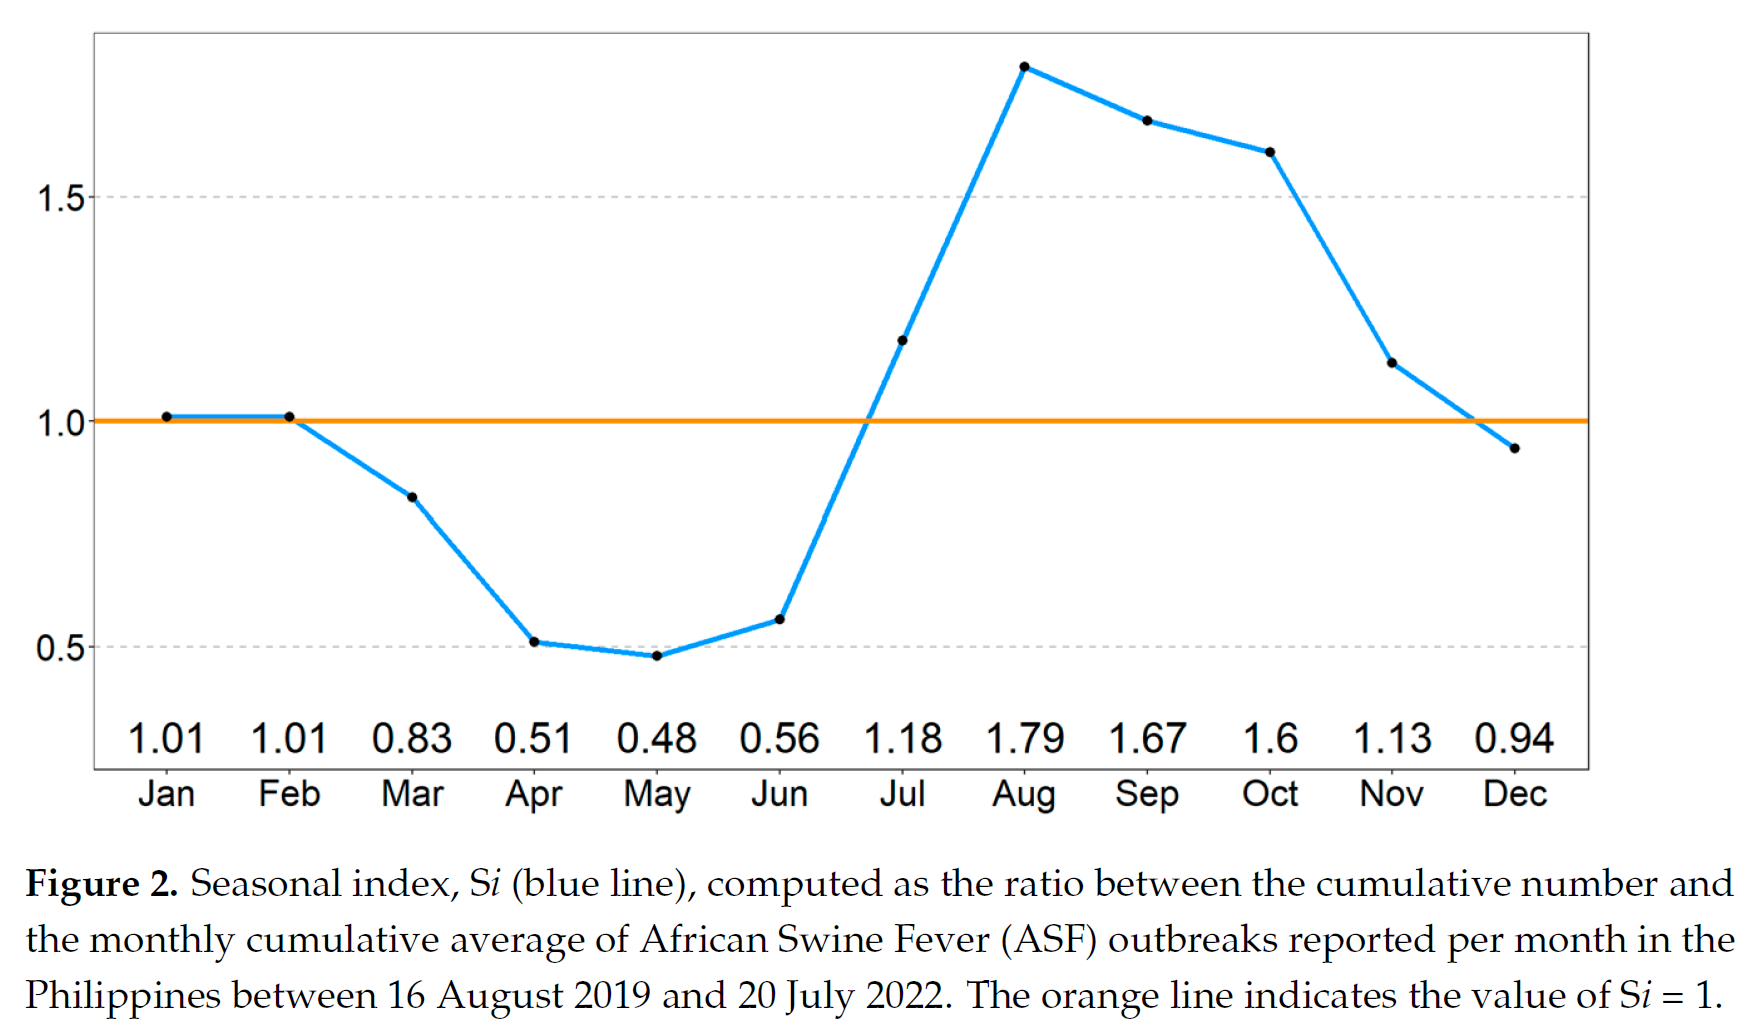 1.5
1.0
0.5
1.01 1.01 0.83 0.51 0.48 0.56 1.18 1.79 1.67 1.6 1.13 0.94
Jan Feb Mar Apr May Jun Jul Aug Sep Oct Nov Dec
Figure 2. Seasonal index, Si (blue line), computed as the ratio between the cumulative number and
the monthly cumulative average of African Swine Fever (ASF) outbreaks reported per month in the
Philippines between 16 August 2019 and 20 July 2022. The orange line indicates the value of Si = 1.